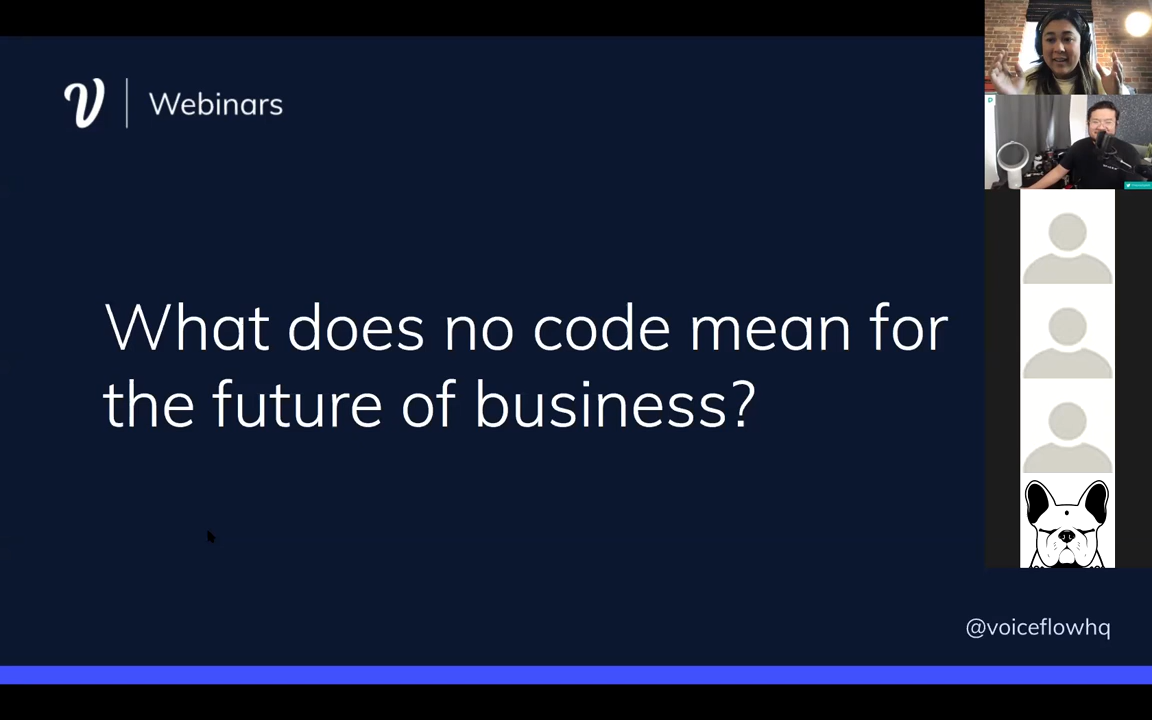 Webinars
What does no code mean for
the future of business?
@voiceflowhq